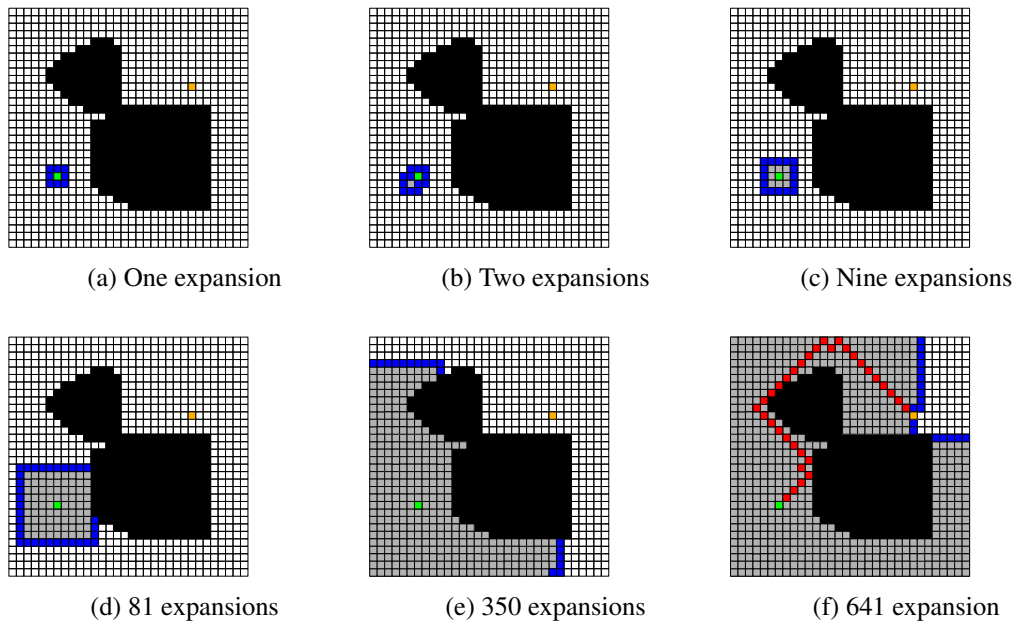 (a) One expansion
(b) Two expansions
(c) Nine expansions
(d) 81 expansions
(e) 350 expansions
(f) 641 expansion